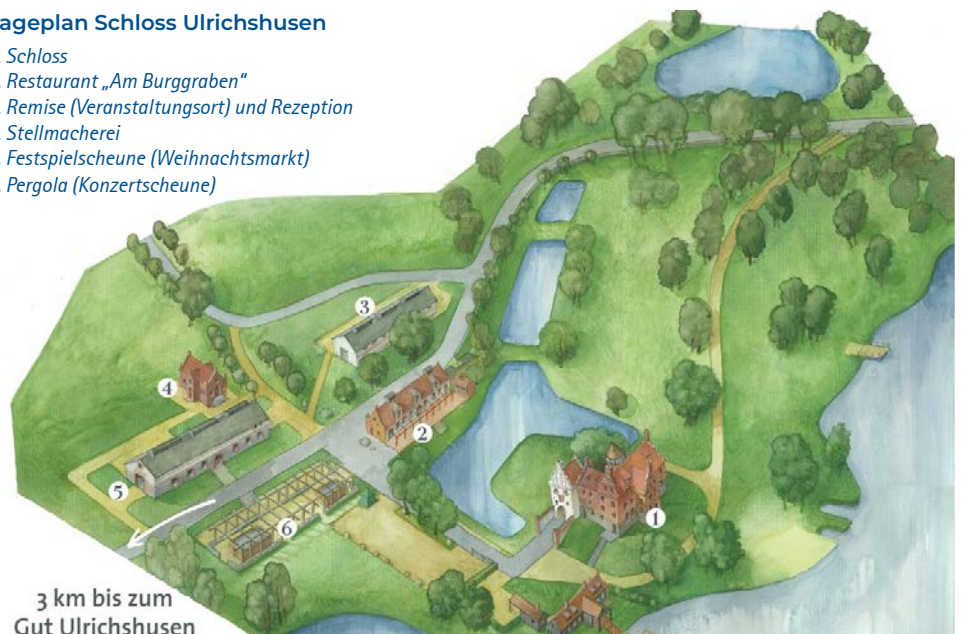 ageplan Schloss Ulrichshusen
. Schloss
. Restaurant „Am Burggraben“
. Remise (Veranstaltungsort) und Rezeption
. Stellmacherei
. Festspielscheune (Weihnachtsmarkt)
. Pergola (Konzertscheune)
3
4
2
5
6
1
3 km bis zum
Gut Ulrichshusen